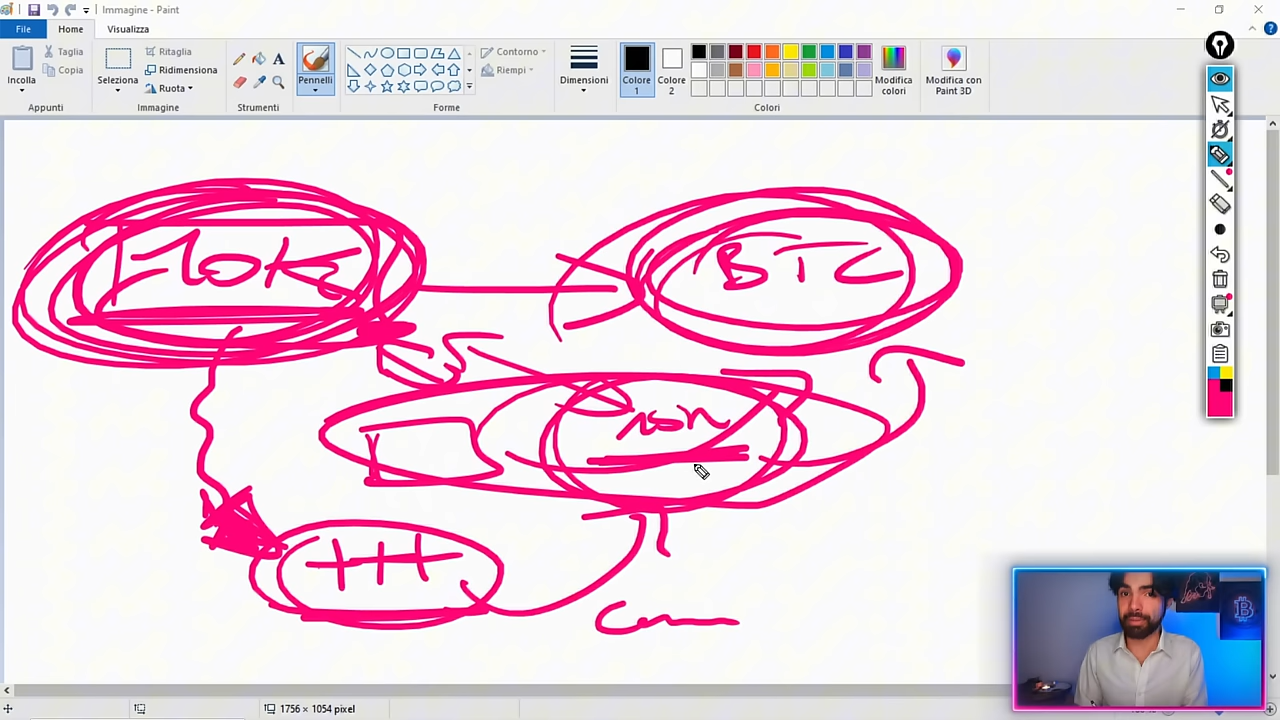 Immagine - Paint
File Home Visualizza
Incolla
Taglia
Copia
Appunti
Seleziona
Ritaglia
Ridimensiona
Ruota
Immagine
Strumenti
Pennelli
Forme
Contorno
Riempi
Dimensioni
Colore 1
Colore 2
Modifica colori
Colori
Modifica con Paint 3D
BTC
1756 × 1054 pixel